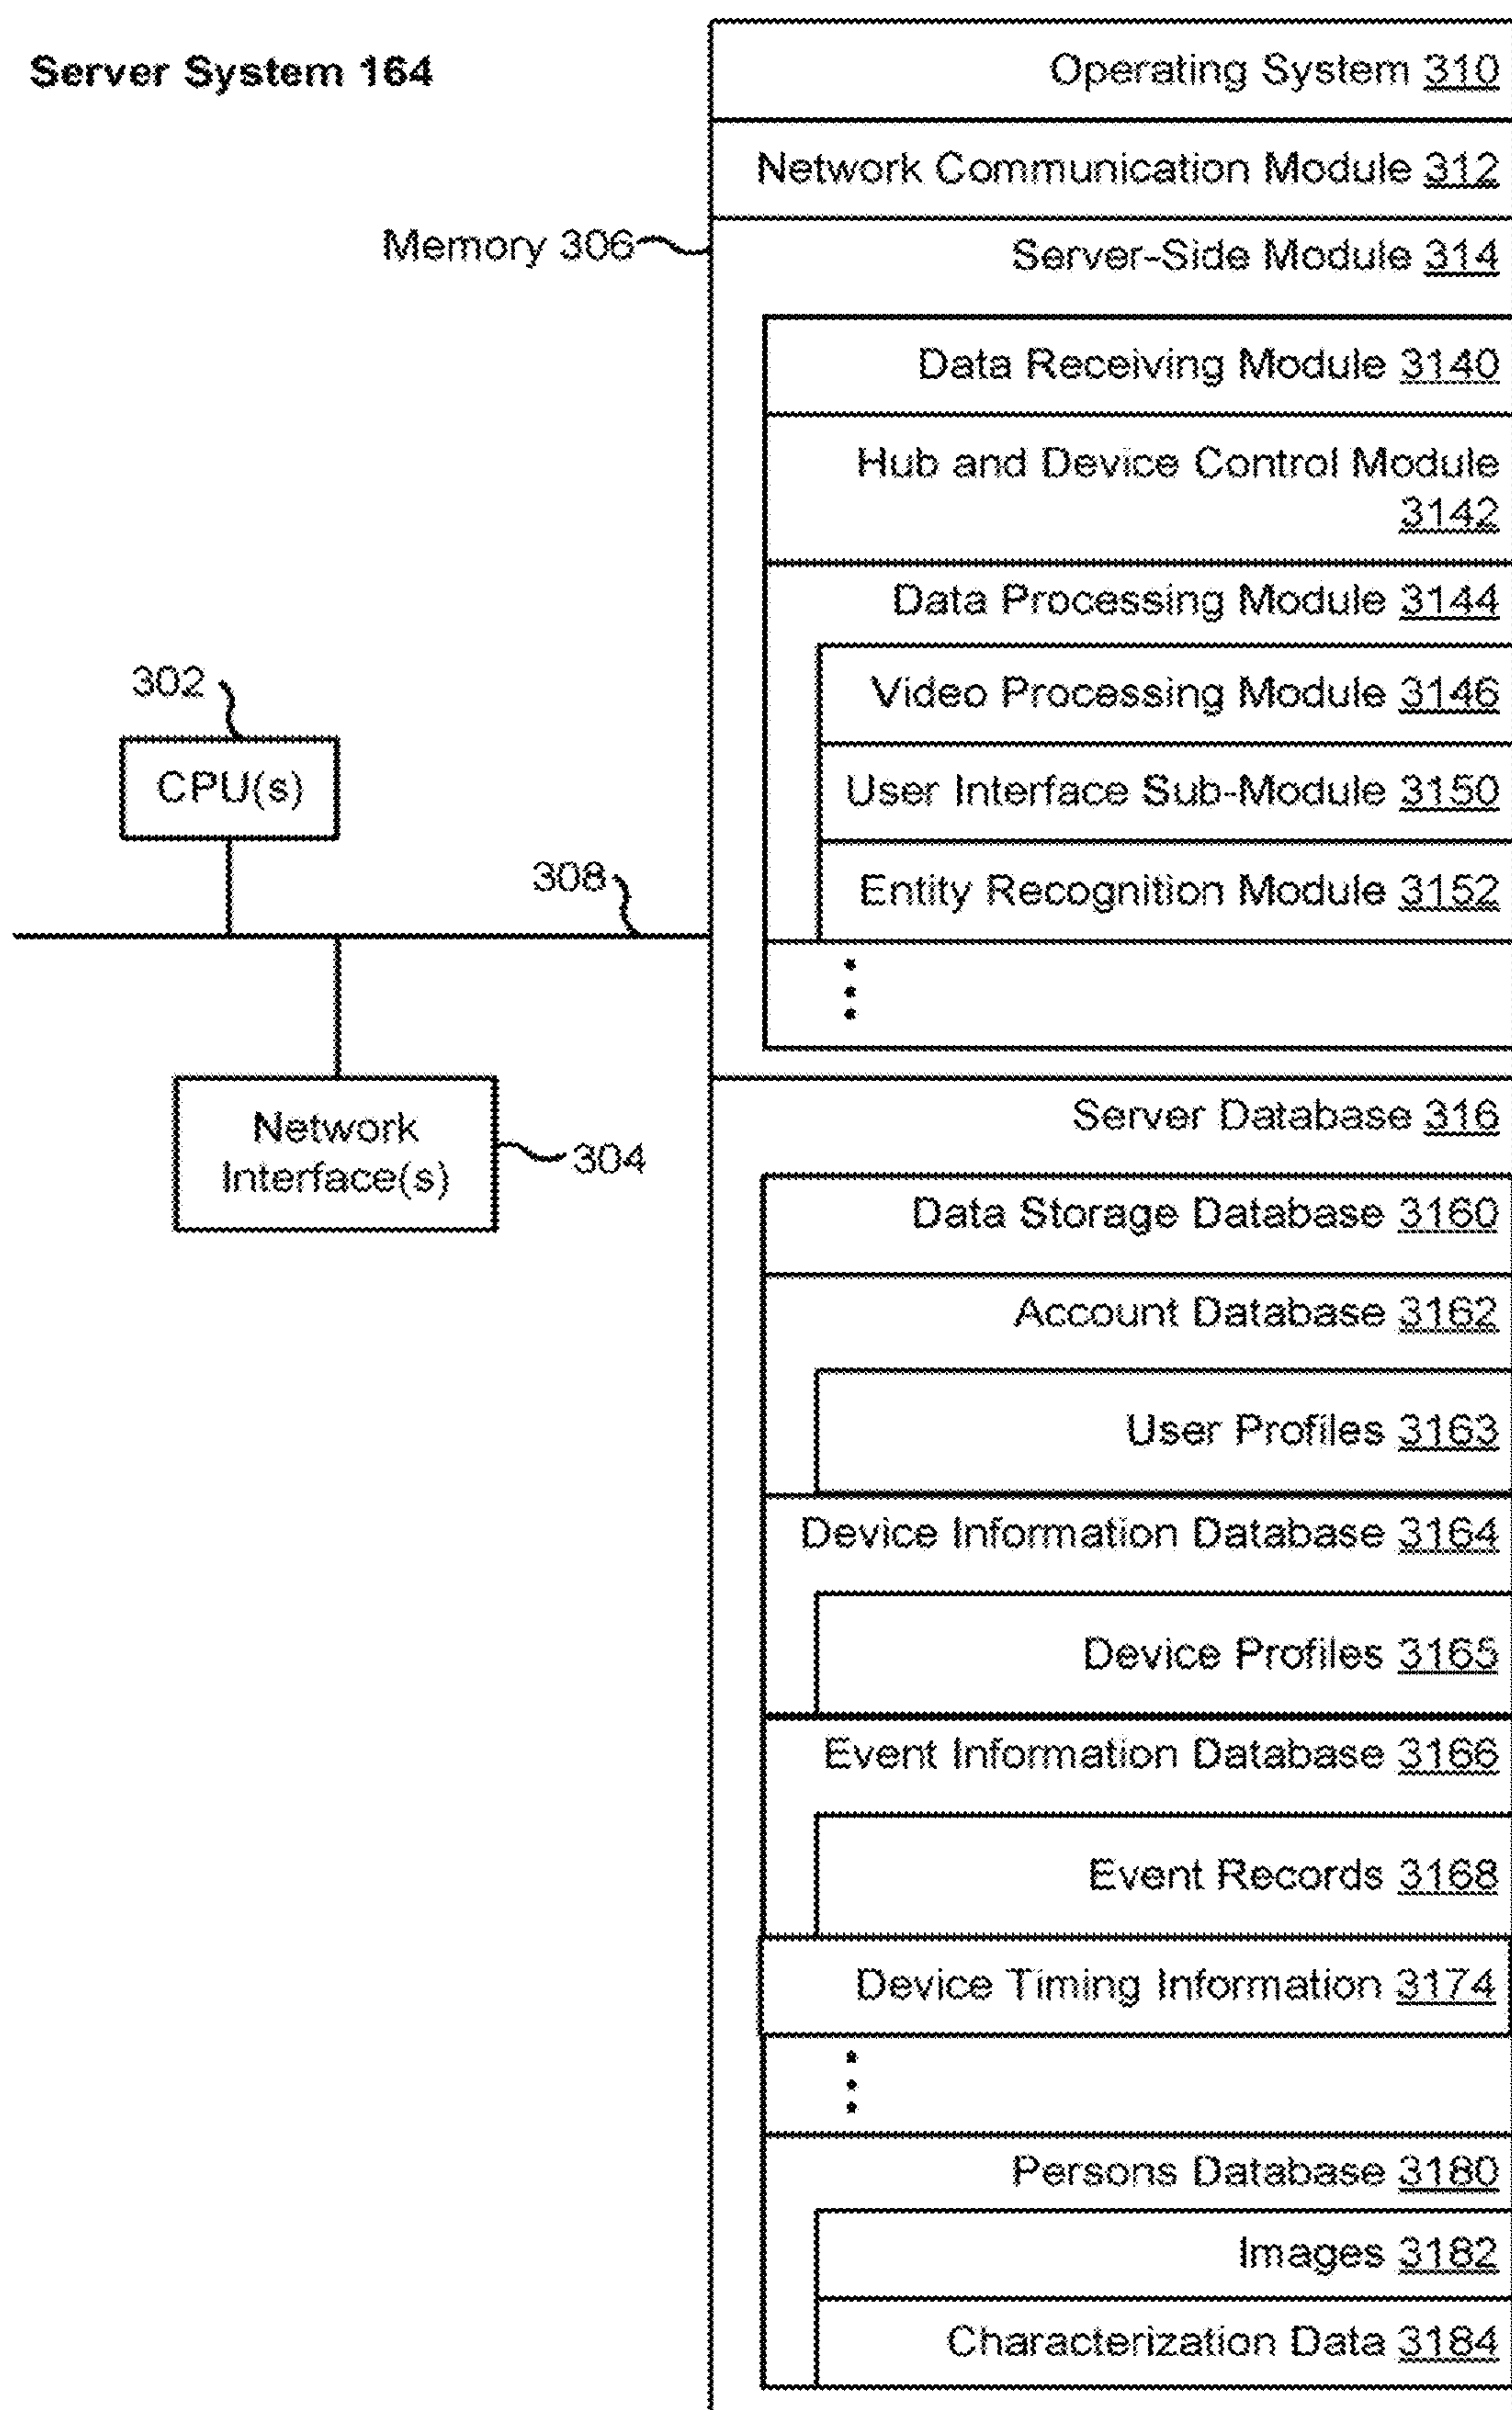 Server System 164
Operating System 310
Network Communication Module 312
Memory 306
Server-Side Module 314
Data Receiving Module 3140
Hub and Device Control Module
3142
Data Processing Module 3144
302
Video Processing Module 3146
CPU(s)
User Interface Sub-Module 3150
308
Entity Recognition Module 3152
Network
Interface(s)
304
Server Database 316
Data Storage Database 3160
Account Database 3162
User Profiles 3163
Device Information Database 3164
Device Profiles 3165
Event Information Database 3166
Event Records 3168
Device Timing Information 3174
Persons Database 3180
Images 3182
Characterization Data 3184